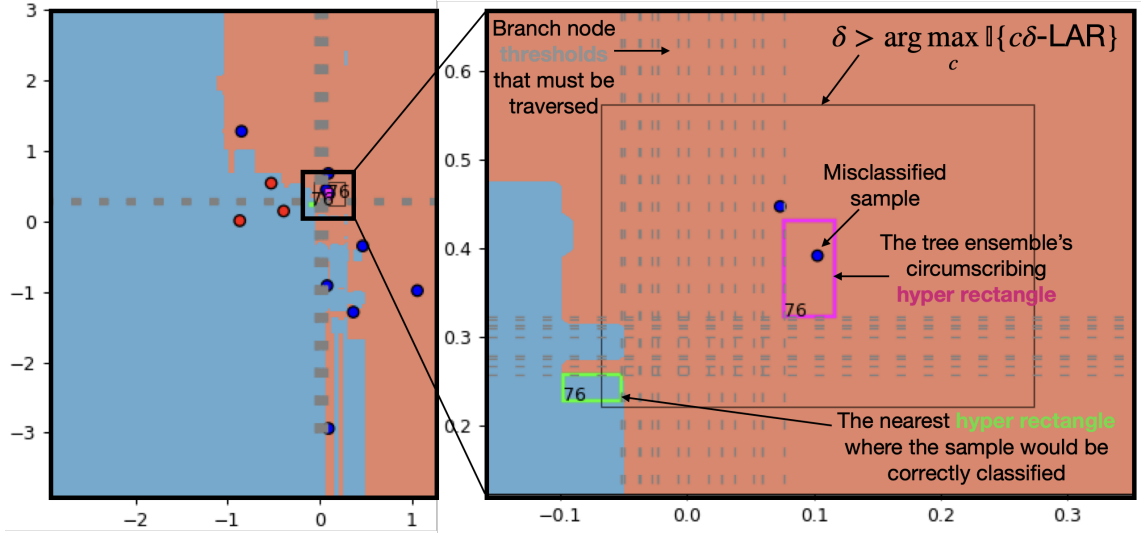 3
2
1
0
−1
−2
−3
−2
−1
0
1
76
76
Branch node
thresholds
that must be
traversed
δ > arg max 𝕀{cδ-LAR}
c
Misclassified
sample
The tree ensemble's
circumscribing
hyper rectangle
76
76
The nearest hyper rectangle
where the sample would be
correctly classified
0.6
0.5
0.4
0.3
0.2
−0.1
0.0
0.1
0.2
0.3